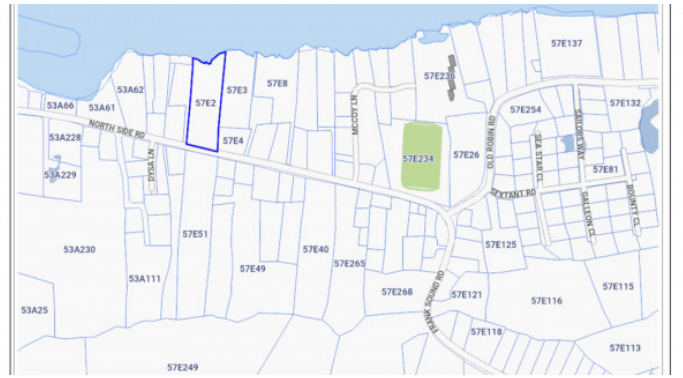 57E137
57E236
53A62
57E8
57E3
57E2
53A66
53A61
57E254
57E132
MCCOY LN
OLD ROBIN RD
SAILORS WAY
NORTH SIDE RD
53A228
57E4
SEA STAR CL
DYSA LN
57E234
57E26
53A229
57E81
SEXTANT RD
GALLEON CL
BOUNTY CL
57E51
53A230
57E40
57E125
57E265
57E49
53A111
57E115
57E268
57E121
57E116
53A25
FRANK SOUND RD
57E118
57E113
57E249